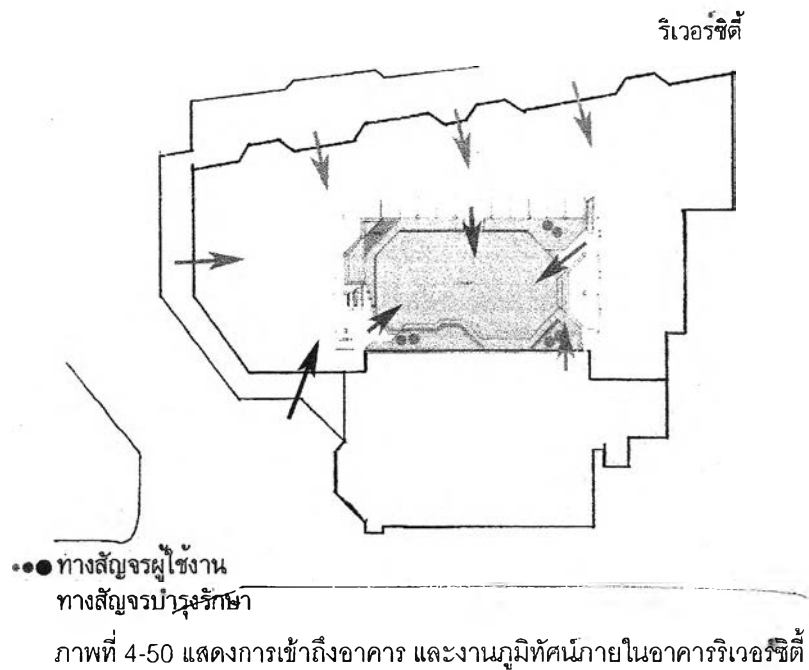 ริเวอร์ซิตี้
ทางสัญจรผู้ใช้งาน
ทางสัญจรบำรุงรักษา
ภาพที่ 4-50 แสดงการเข้าถึงอาคาร และงานภูมิทัศน์ภายในอาคารริเวอร์ซิตี้